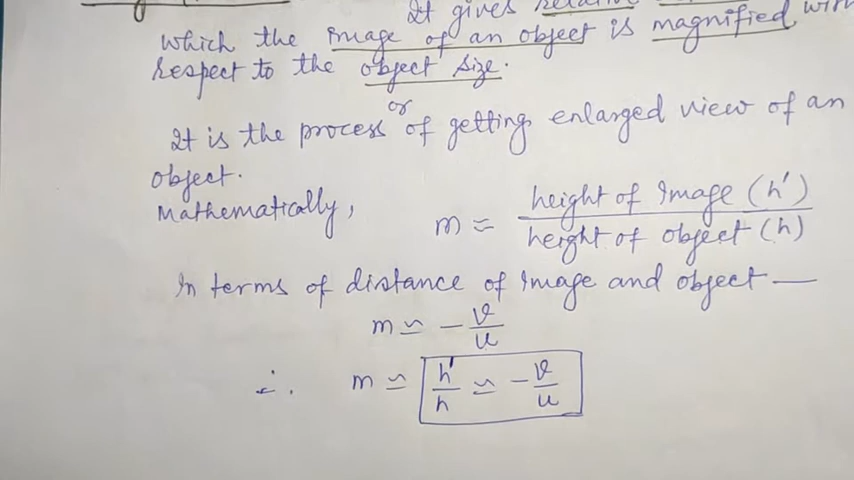 It gives relative
which the image of an object is magnified with
respect to the object size.
or
It is the process of getting enlarged view of an
object.
Mathematically,
m = height of Image (h') / height of object (h)
In terms of distance of Image and object —
m = - v/u
∴ m = h'/h = - v/u